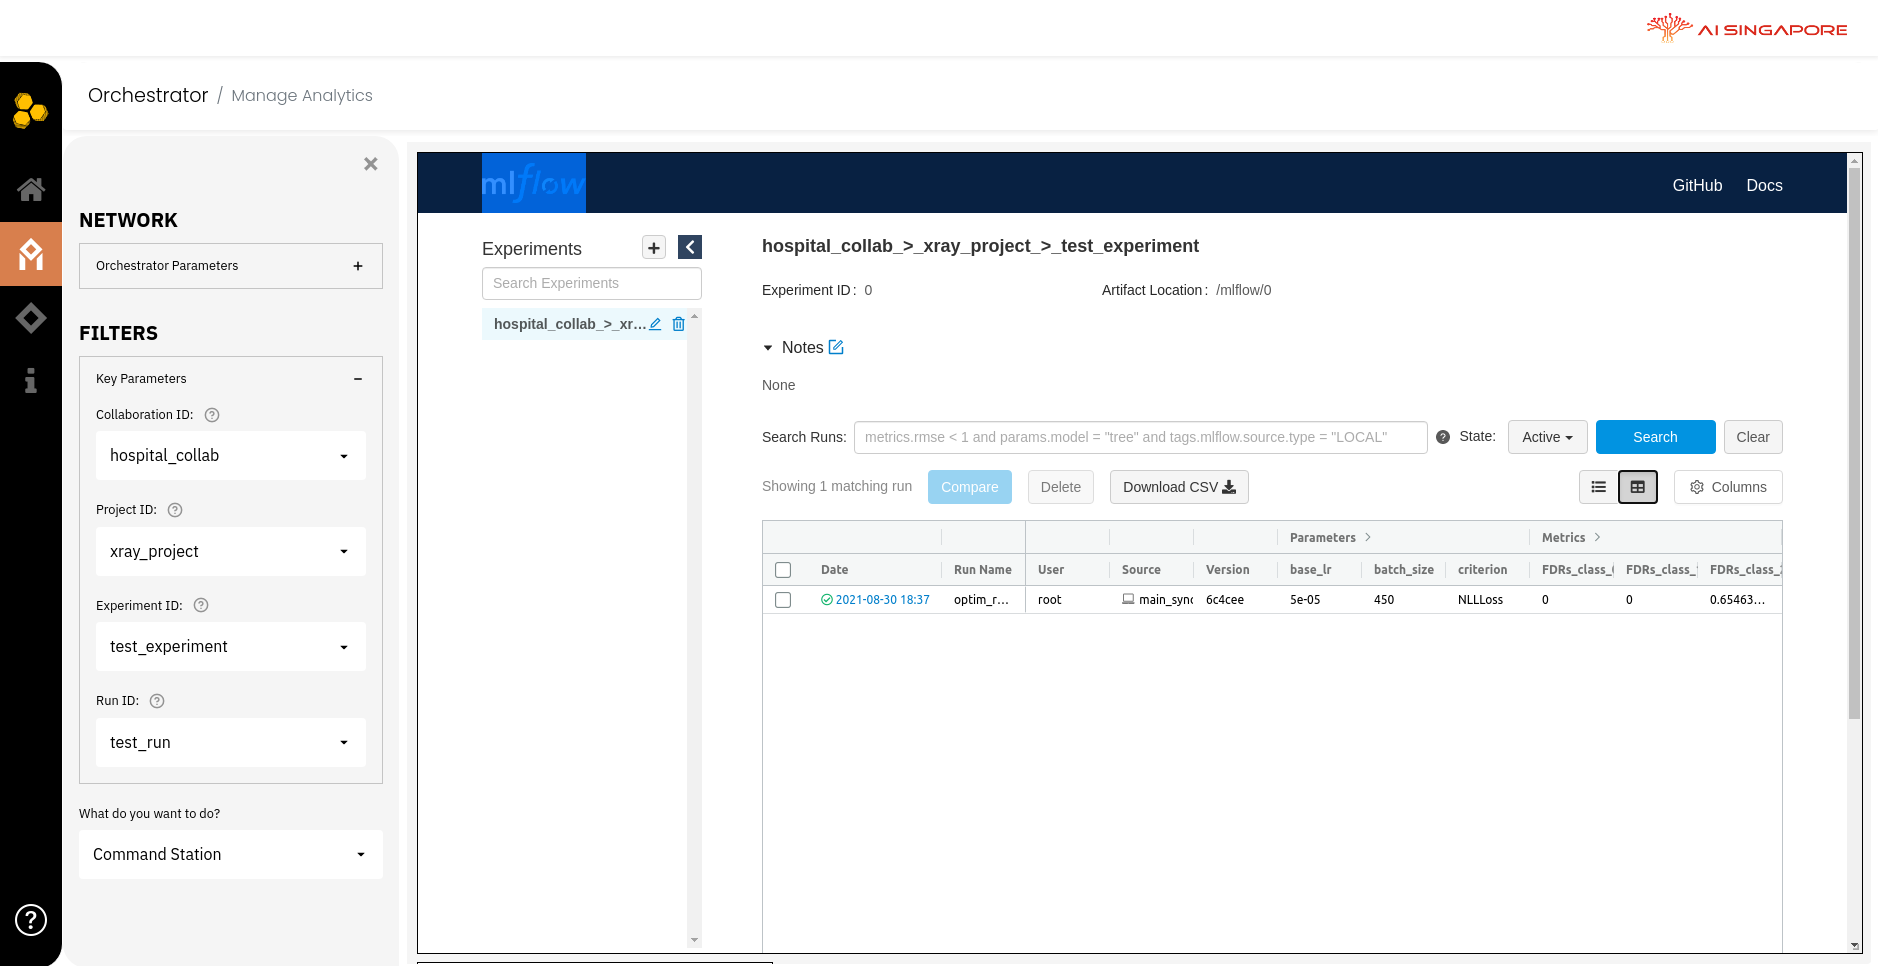 AI SINGAPORE
Orchestrator / Manage Analytics
NETWORK
Orchestrator Parameters +
FILTERS
Key Parameters −
Collaboration ID: ?
hospital_collab
Project ID: ?
xray_project
Experiment ID: ?
test_experiment
Run ID: ?
test_run
What do you want to do?
Command Station
?
mlflow
GitHub Docs
Experiments +
Search Experiments
hospital_collab_>_xr...
hospital_collab_>_xray_project_>_test_experiment
Experiment ID: 0 Artifact Location: /mlflow/0
Notes
None
Search Runs: metrics.rmse < 1 and params.model = "tree" and tags.mlflow.source.type = "LOCAL" ? State: Active Search Clear
Showing 1 matching run Compare Delete Download CSV Columns
Parameters > Metrics >
Date Run Name User Source Version base_lr batch_size criterion FDRs_class_ FDRs_class_ FDRs_class_
2021-08-30 18:37 optim_r... root main_sync 6c4cee 5e-05 450 NLLLoss 0 0 0.65463...